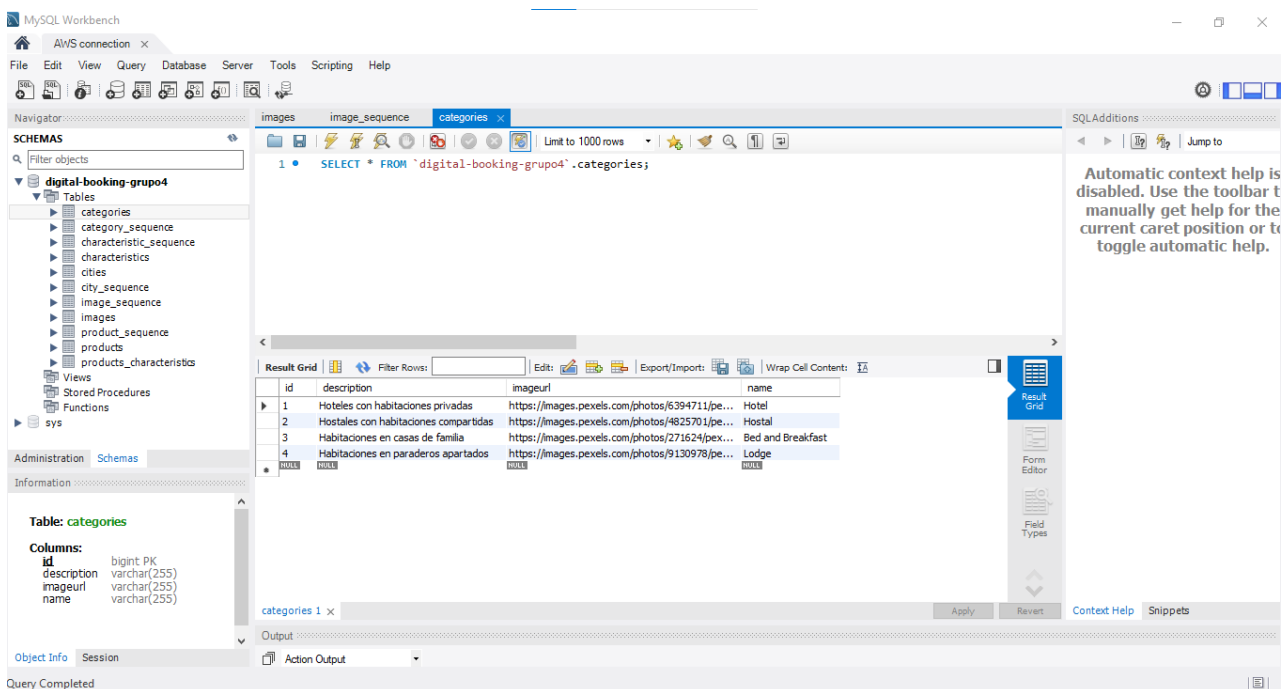 MySQL Workbench
AWS connection
File Edit View Query Database Server Tools Scripting Help
Navigator
SCHEMAS
Filter objects
digital-booking-grupo4
Tables
categories
category_sequence
characteristic_sequence
characteristics
cities
city_sequence
image_sequence
images
product_sequence
products
products_characteristics
Views
Stored Procedures
Functions
sys
Administration Schemas
Information
Table: categories
Columns:
id bigint PK
description varchar(255)
imageurl varchar(255)
name varchar(255)
Object Info Session
Query Completed
images image_sequence categories
Limit to 1000 rows
1 SELECT * FROM `digital-booking-grupo4`.categories;
Result Grid Filter Rows: Edit: Export/Import: Wrap Cell Content:
id description imageurl name
1 Hoteles con habitaciones privadas https://images.pexels.com/photos/6394711/pe... Hotel
2 Hostales con habitaciones compartidas https://images.pexels.com/photos/4825701/pe... Hostal
3 Habitaciones en casas de familia https://images.pexels.com/photos/271624/pex... Bed and Breakfast
4 Habitaciones en paraderos apartados https://images.pexels.com/photos/9130978/pe... Lodge
NULL NULL NULL NULL
Result
Grid
Form
Editor
Field
Types
categories 1
Apply Revert
Output
Action Output
SQLAdditions
Jump to
Automatic context help is
disabled. Use the toolbar t
manually get help for the
current caret position or to
toggle automatic help.
Context Help Snippets